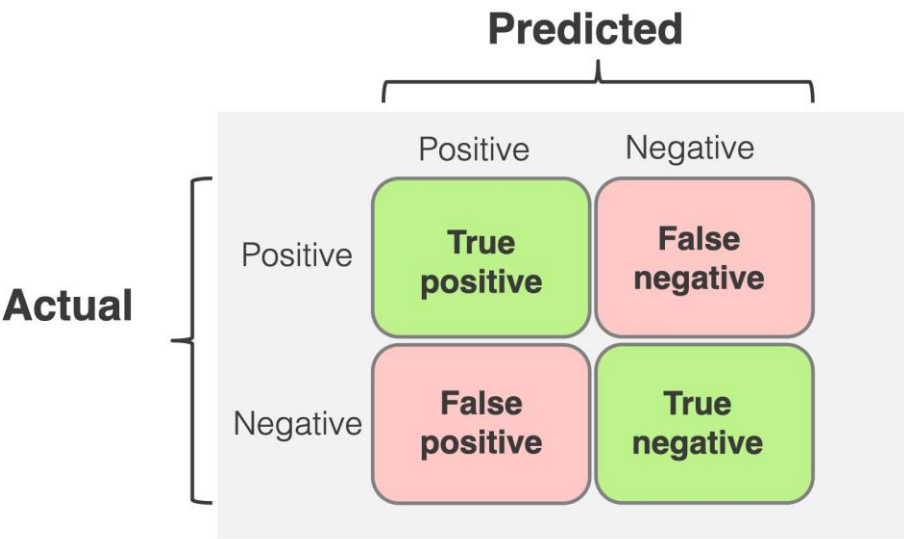 Predicted
Positive Negative
Positive
True
positive
False
negative
Actual
Negative
False
positive
True
negative